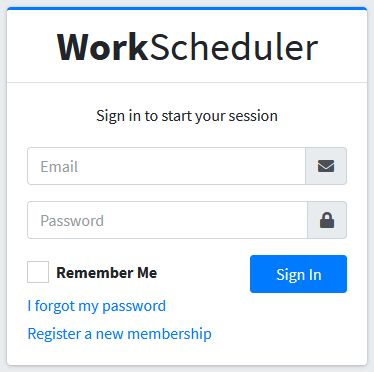 WorkScheduler
Sign in to start your session
Email
Password
Remember Me
Sign In
I forgot my password
Register a new membership